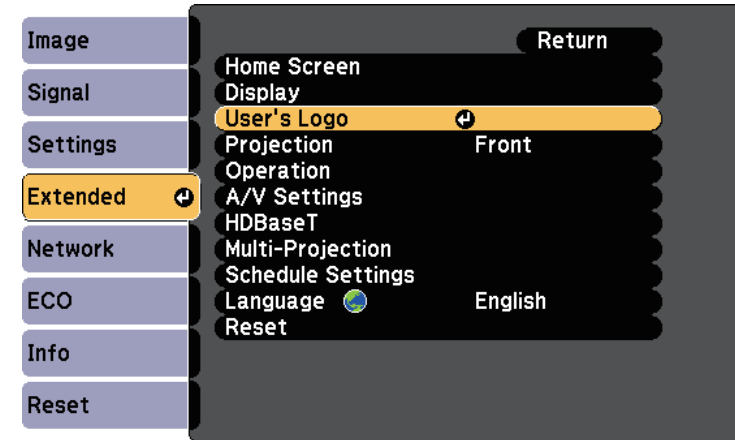 Image
Signal
Settings
Extended
Network
ECO
Info
Reset
Return
Home Screen
Display
User's Logo
Projection Front
Operation
A/V Settings
HDBaseT
Multi-Projection
Schedule Settings
Language English
Reset